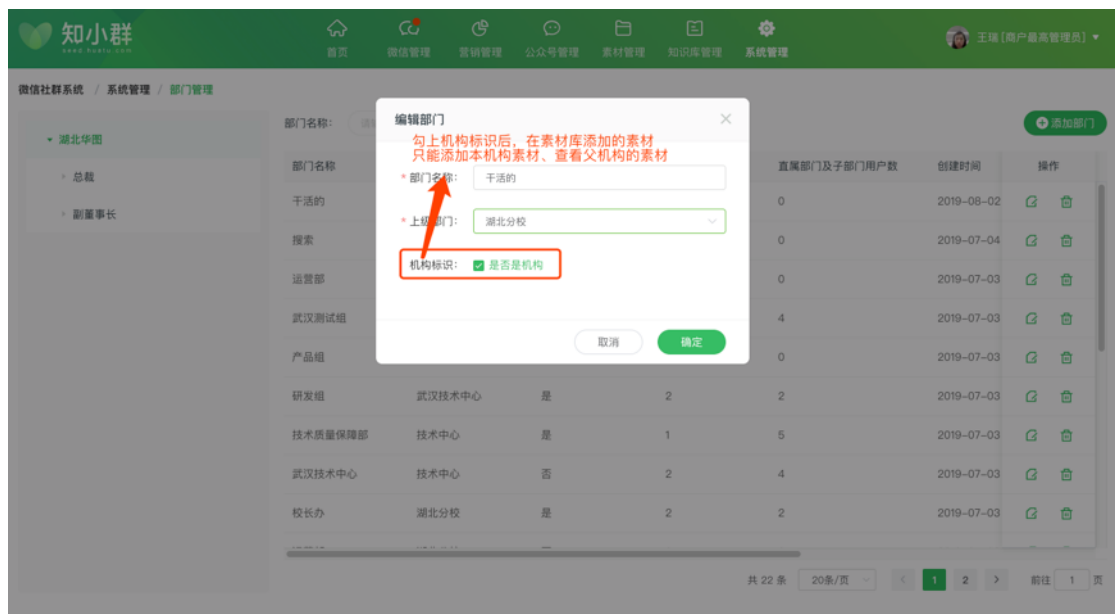 知小群
首页
微信管理
营销管理
公众号管理
素材管理
知识库管理
系统管理
王瑞[商户最高管理员]
微信社群系统 / 系统管理 / 部门管理
湖北华图
总裁
副董事长
部门名称:
添加部门
编辑部门
勾上机构标识后，在素材库添加的素材
只能添加本机构素材、查看父机构的素材
* 部门名称: 干活的
* 上级部门: 湖北分校
机构标识: 是否是机构
取消 确定
部门名称 直属部门及子部门用户数 创建时间 操作
干活的 0 2019-08-02
搜索 0 2019-07-04
运营部 0 2019-07-03
武汉测试组 4 2019-07-03
产品组 0 2019-07-03
研发组 武汉技术中心 是 2 2 2019-07-03
技术质量保障部 技术中心 是 1 5 2019-07-03
武汉技术中心 技术中心 否 2 4 2019-07-03
校长办 湖北分校 是 2 2 2019-07-03
共 22 条 20条/页 1 2 前往 1 页